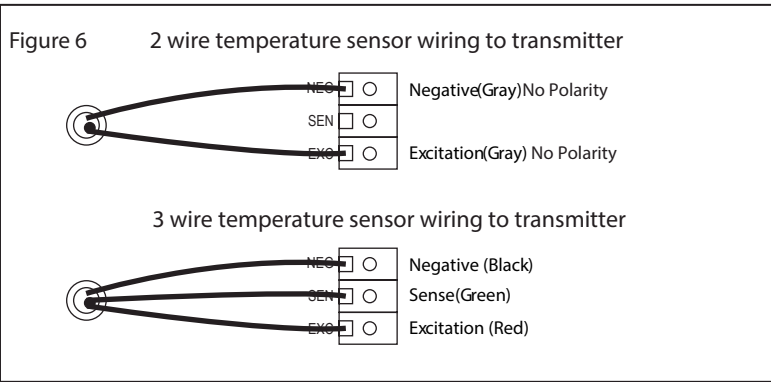 Figure 6 2 wire temperature sensor wiring to transmitter
NEG Negative(Gray)No Polarity
SEN
EXC Excitation(Gray) No Polarity
3 wire temperature sensor wiring to transmitter
NEG Negative (Black)
SEN Sense(Green)
EXC Excitation (Red)